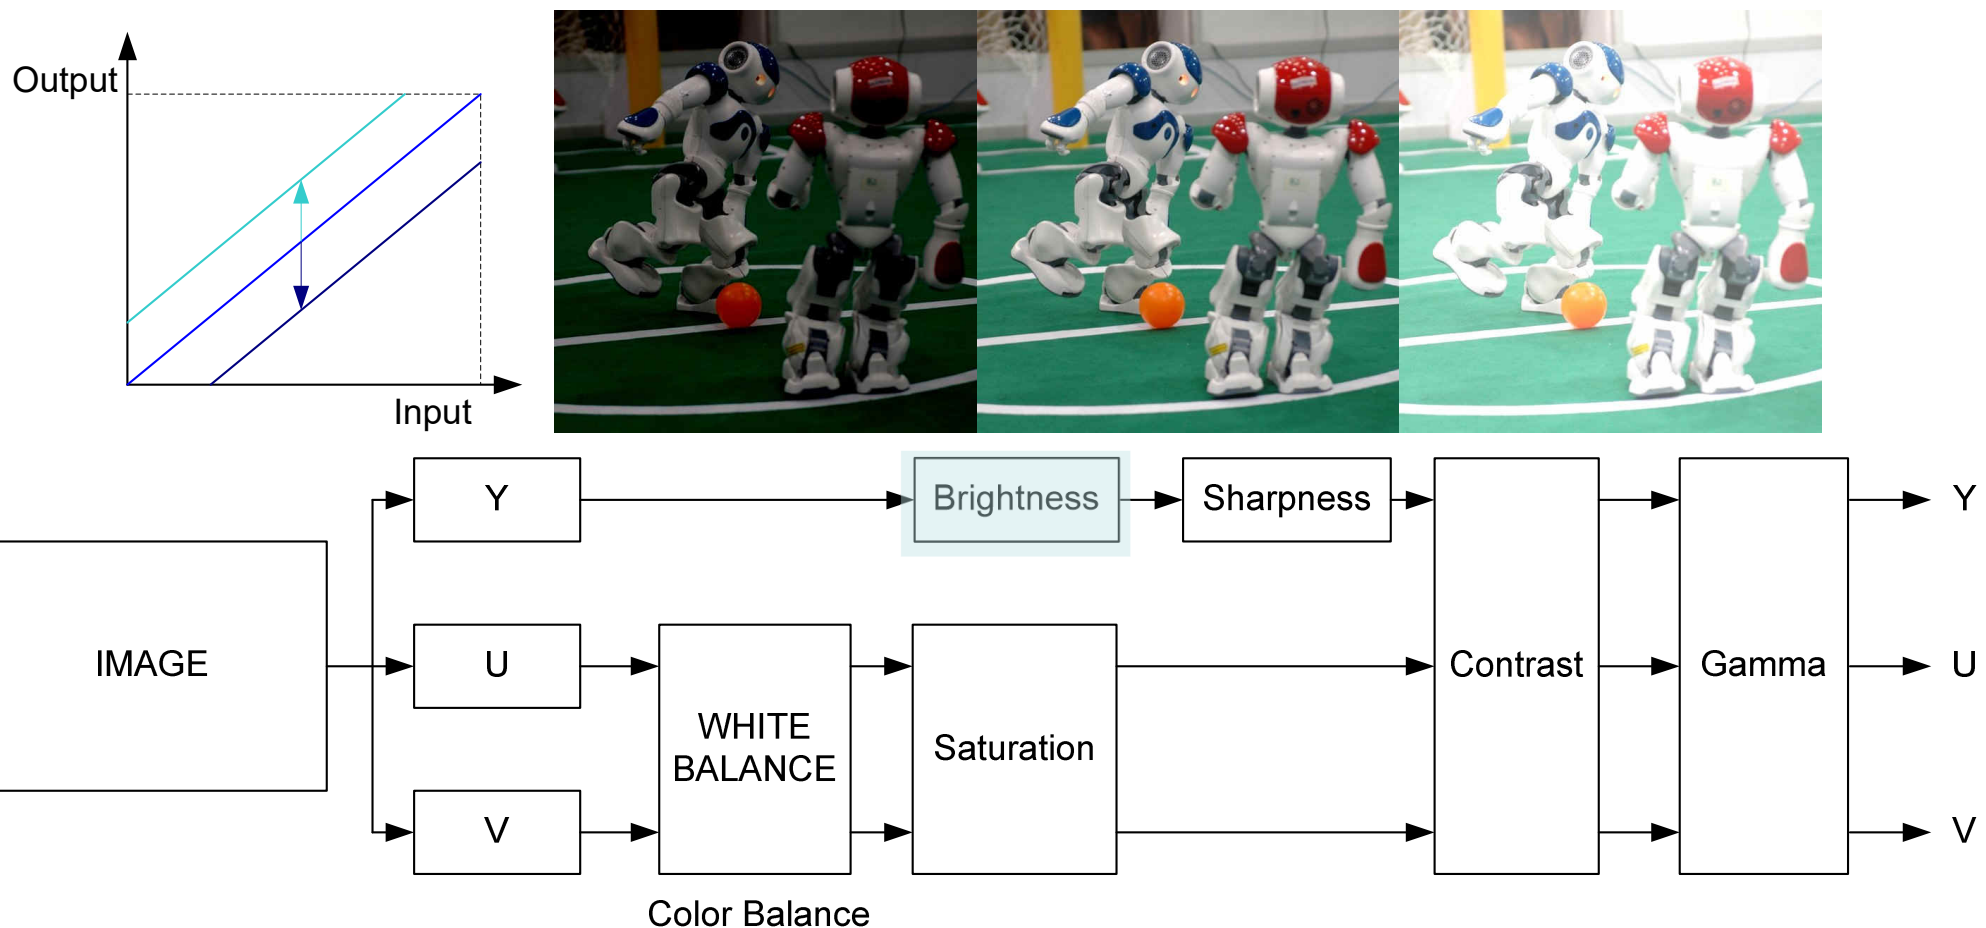 Output
Input
Y
Brightness
Sharpness
Y
IMAGE
U
WHITE
BALANCE
Saturation
Contrast
Gamma
U
V
V
Color Balance